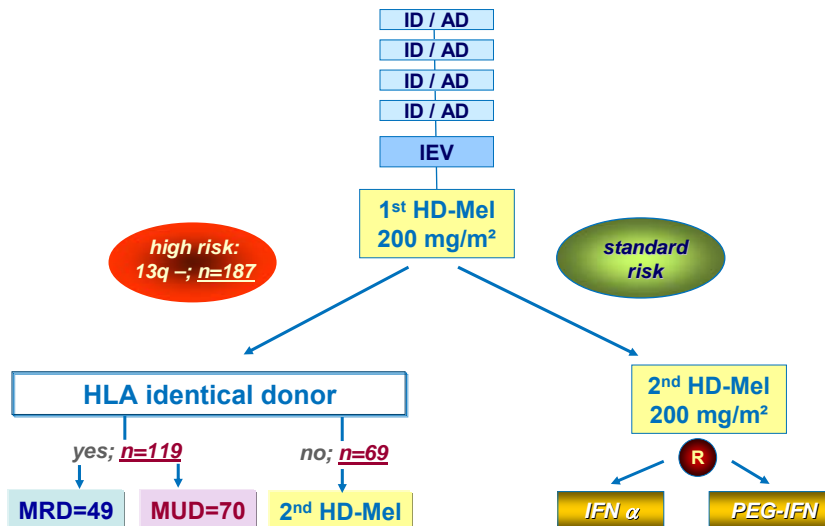 ID / AD
ID / AD
ID / AD
ID / AD
IEV
1st HD-Mel
200 mg/m²
high risk:
13q –; n=187
standard
risk
HLA identical donor
2nd HD-Mel
200 mg/m²
yes; n=119
no; n=69
R
MRD=49
MUD=70
2nd HD-Mel
IFN α
PEG-IFN